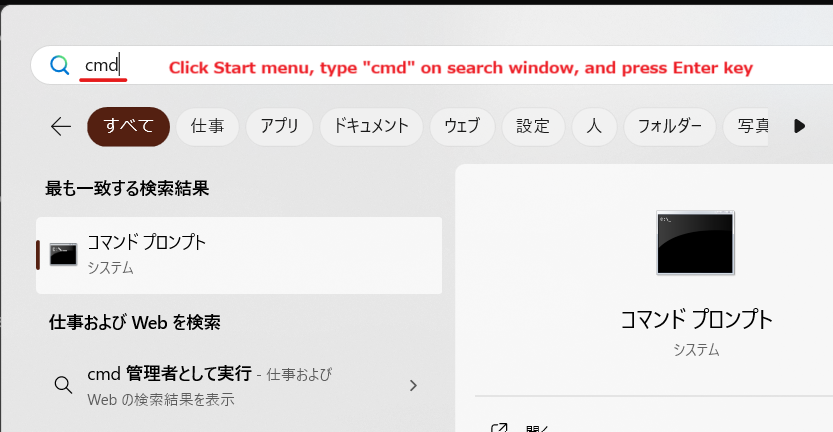 cmd
Click Start menu, type "cmd" on search window, and press Enter key
すべて
仕事
アプリ
ドキュメント
ウェブ
設定
人
フォルダー
写真
最も一致する検索結果
コマンド プロンプト
システム
コマンド プロンプト
システム
仕事および Web を検索
cmd 管理者として実行 - 仕事および
Web の検索結果を表示
開く